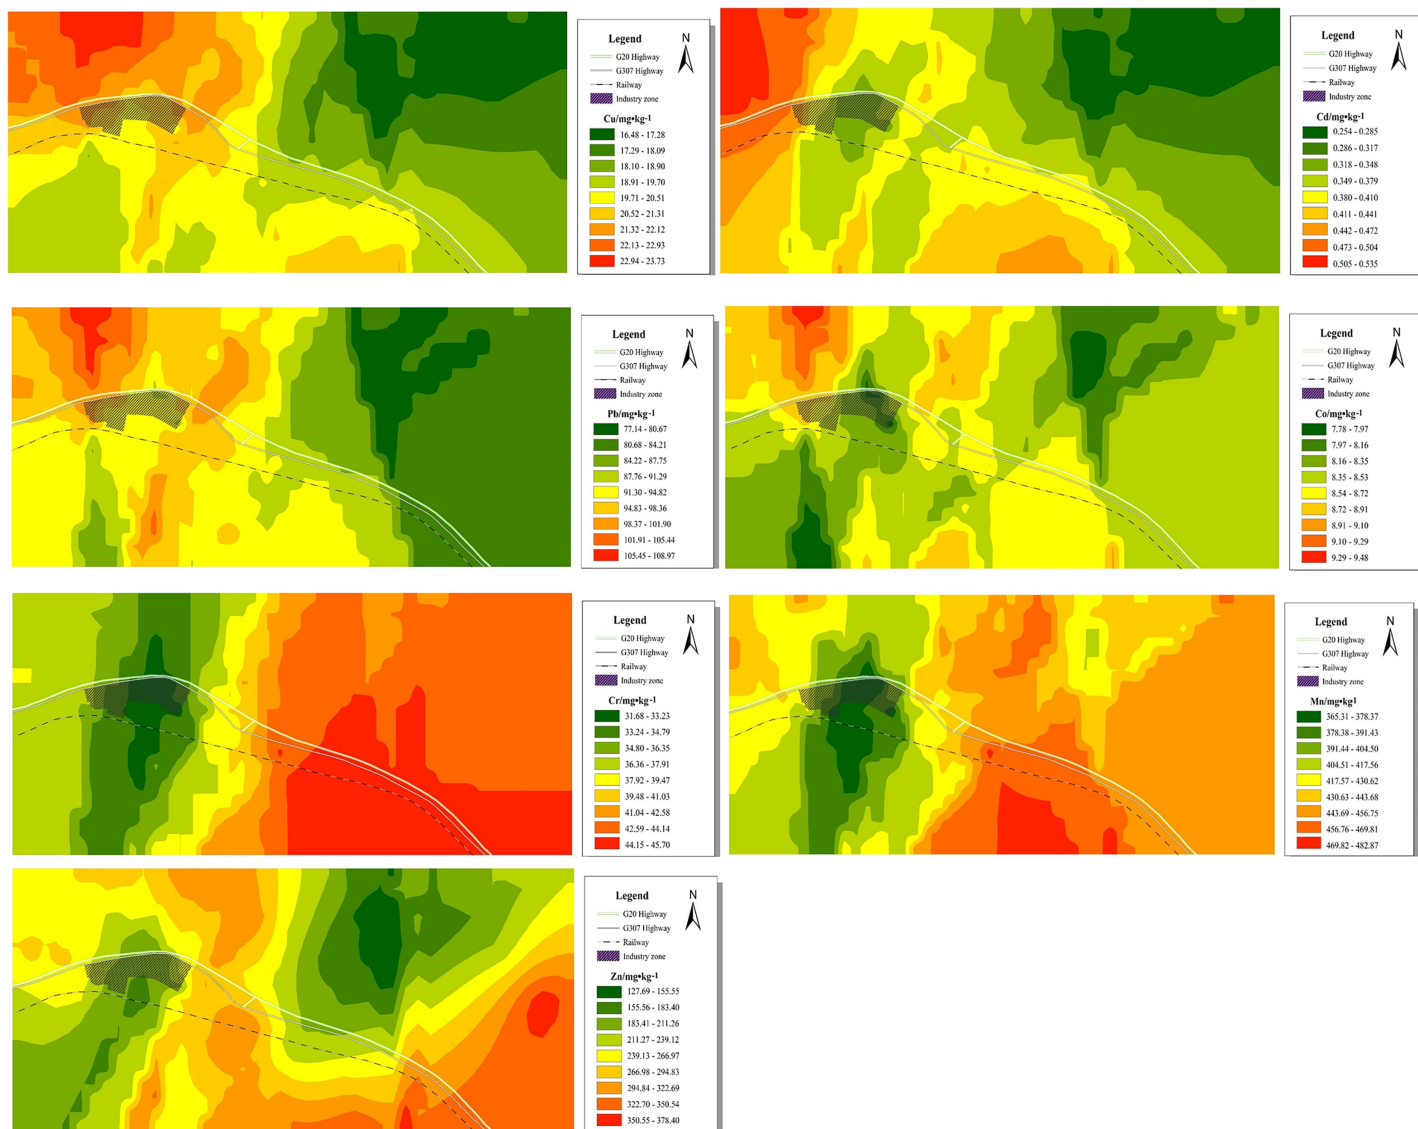 Legend
N
G20 Highway
G307 Highway
Railway
Industry zone
Cu/mg•kg-1
16.48 - 17.28
17.29 - 18.09
18.10 - 18.90
18.91 - 19.70
19.71 - 20.51
20.52 - 21.31
21.32 - 22.12
22.13 - 22.93
22.94 - 23.73
Legend
N
G20 Highway
G307 Highway
Railway
Industry zone
Cd/mg•kg-1
0.254 - 0.285
0.286 - 0.317
0.318 - 0.348
0.349 - 0.379
0.380 - 0.410
0.411 - 0.441
0.442 - 0.472
0.473 - 0.504
0.505 - 0.535
Legend
N
G20 Highway
G307 Highway
Railway
Industry zone
Pb/mg•kg-1
77.14 - 80.67
80.68 - 84.21
84.22 - 87.75
87.76 - 91.29
91.30 - 94.82
94.83 - 98.36
98.37 - 101.90
101.91 - 105.44
105.45 - 108.97
Legend
N
G20 Highway
G307 Highway
Railway
Industry zone
Co/mg•kg-1
7.78 - 7.97
7.97 - 8.16
8.16 - 8.35
8.35 - 8.53
8.54 - 8.72
8.72 - 8.91
8.91 - 9.10
9.10 - 9.29
9.29 - 9.48
Legend
N
G20 Highway
G307 Highway
Railway
Industry zone
Cr/mg•kg-1
31.68 - 33.23
33.24 - 34.79
34.80 - 36.35
36.36 - 37.91
37.92 - 39.47
39.48 - 41.03
41.04 - 42.58
42.59 - 44.14
44.15 - 45.70
Legend
N
G20 Highway
G307 Highway
Railway
Industry zone
Mn/mg•kg1
365.31 - 378.37
378.38 - 391.43
391.44 - 404.50
404.51 - 417.56
417.57 - 430.62
430.63 - 443.68
443.69 - 456.75
456.76 - 469.81
469.82 - 482.87
Legend
N
G20 Highway
G307 Highway
Railway
Industry zone
Zn/mg•kg-1
127.69 - 155.55
155.56 - 183.40
183.41 - 211.26
211.27 - 239.12
239.13 - 266.97
266.98 - 294.83
294.84 - 322.69
322.70 - 350.54
350.55 - 378.40